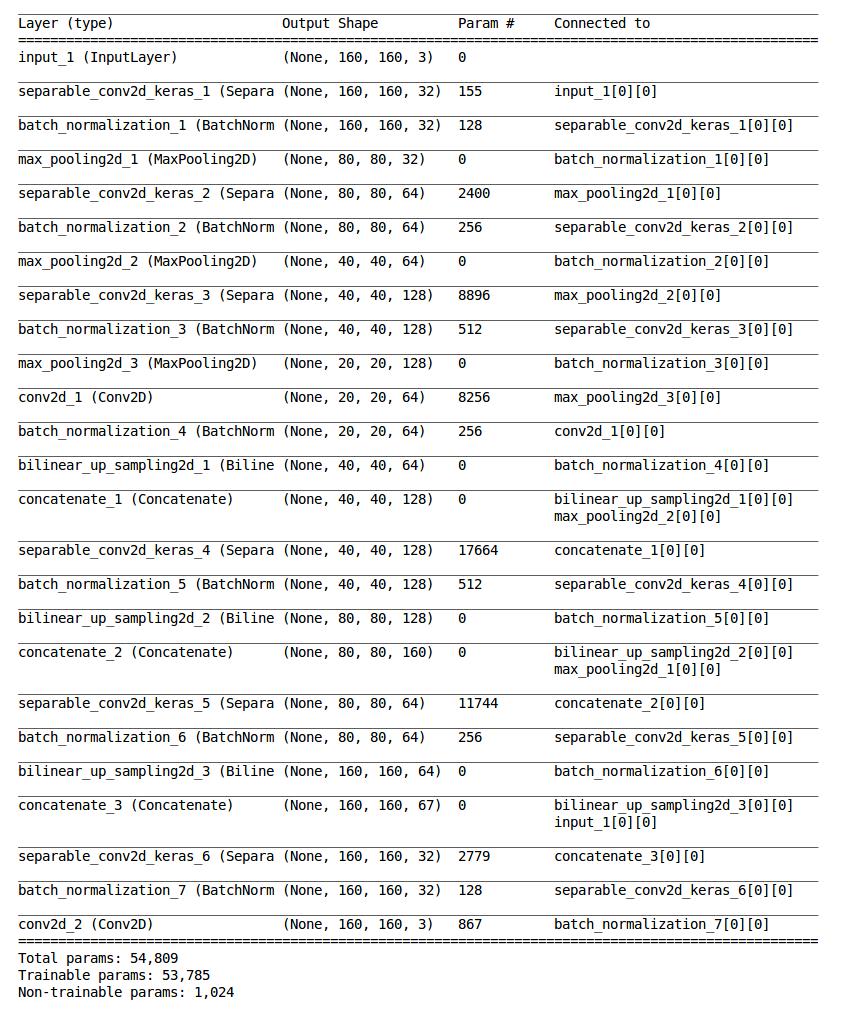 Layer (type) Output Shape Param # Connected to
====================================================================================================
input_1 (InputLayer) (None, 160, 160, 3) 0
separable_conv2d_keras_1 (Separa (None, 160, 160, 32) 155 input_1[0][0]
batch_normalization_1 (BatchNorm (None, 160, 160, 32) 128 separable_conv2d_keras_1[0][0]
max_pooling2d_1 (MaxPooling2D) (None, 80, 80, 32) 0 batch_normalization_1[0][0]
separable_conv2d_keras_2 (Separa (None, 80, 80, 64) 2400 max_pooling2d_1[0][0]
batch_normalization_2 (BatchNorm (None, 80, 80, 64) 256 separable_conv2d_keras_2[0][0]
max_pooling2d_2 (MaxPooling2D) (None, 40, 40, 64) 0 batch_normalization_2[0][0]
separable_conv2d_keras_3 (Separa (None, 40, 40, 128) 8896 max_pooling2d_2[0][0]
batch_normalization_3 (BatchNorm (None, 40, 40, 128) 512 separable_conv2d_keras_3[0][0]
max_pooling2d_3 (MaxPooling2D) (None, 20, 20, 128) 0 batch_normalization_3[0][0]
conv2d_1 (Conv2D) (None, 20, 20, 64) 8256 max_pooling2d_3[0][0]
batch_normalization_4 (BatchNorm (None, 20, 20, 64) 256 conv2d_1[0][0]
bilinear_up_sampling2d_1 (Biline (None, 40, 40, 64) 0 batch_normalization_4[0][0]
concatenate_1 (Concatenate) (None, 40, 40, 128) 0 bilinear_up_sampling2d_1[0][0]
max_pooling2d_2[0][0]
separable_conv2d_keras_4 (Separa (None, 40, 40, 128) 17664 concatenate_1[0][0]
batch_normalization_5 (BatchNorm (None, 40, 40, 128) 512 separable_conv2d_keras_4[0][0]
bilinear_up_sampling2d_2 (Biline (None, 80, 80, 128) 0 batch_normalization_5[0][0]
concatenate_2 (Concatenate) (None, 80, 80, 160) 0 bilinear_up_sampling2d_2[0][0]
max_pooling2d_1[0][0]
separable_conv2d_keras_5 (Separa (None, 80, 80, 64) 11744 concatenate_2[0][0]
batch_normalization_6 (BatchNorm (None, 80, 80, 64) 256 separable_conv2d_keras_5[0][0]
bilinear_up_sampling2d_3 (Biline (None, 160, 160, 64) 0 batch_normalization_6[0][0]
concatenate_3 (Concatenate) (None, 160, 160, 67) 0 bilinear_up_sampling2d_3[0][0]
input_1[0][0]
separable_conv2d_keras_6 (Separa (None, 160, 160, 32) 2779 concatenate_3[0][0]
batch_normalization_7 (BatchNorm (None, 160, 160, 32) 128 separable_conv2d_keras_6[0][0]
conv2d_2 (Conv2D) (None, 160, 160, 3) 867 batch_normalization_7[0][0]
====================================================================================================
Total params: 54,809
Trainable params: 53,785
Non-trainable params: 1,024